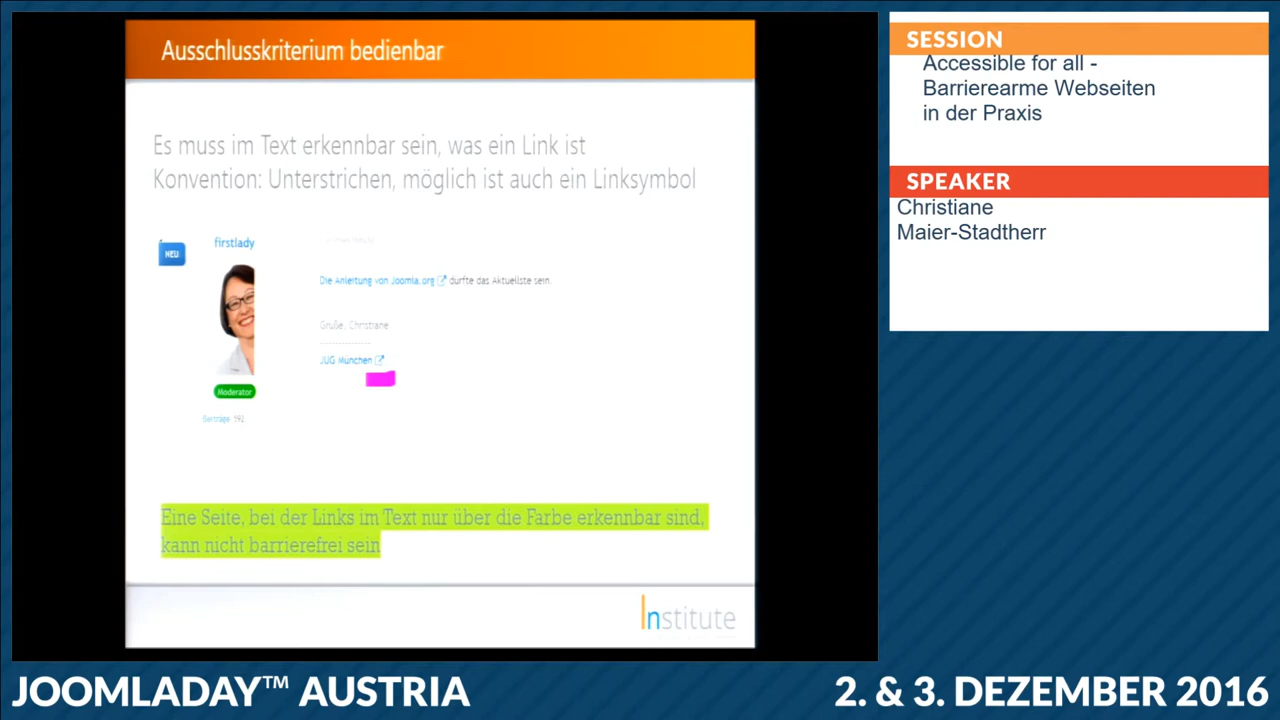 Ausschlusskriterium bedienbar
Es muss im Text erkennbar sein, was ein Link ist
Konvention: Unterstrichen, möglich ist auch ein Linksymbol
NEU
firstlady
Die Anleitung von Joomla.org dürfte das Aktuellste sein.
Grüße, Christiane
JUG München
Moderator
Beiträge 192
Eine Seite, bei der Links im Text nur über die Farbe erkennbar sind,
kann nicht barrierefrei sein
Institute
SESSION
Accessible for all -
Barrierearme Webseiten
in der Praxis
SPEAKER
Christiane
Maier-Stadtherr
JOOMLADAY™ AUSTRIA
2. & 3. DEZEMBER 2016